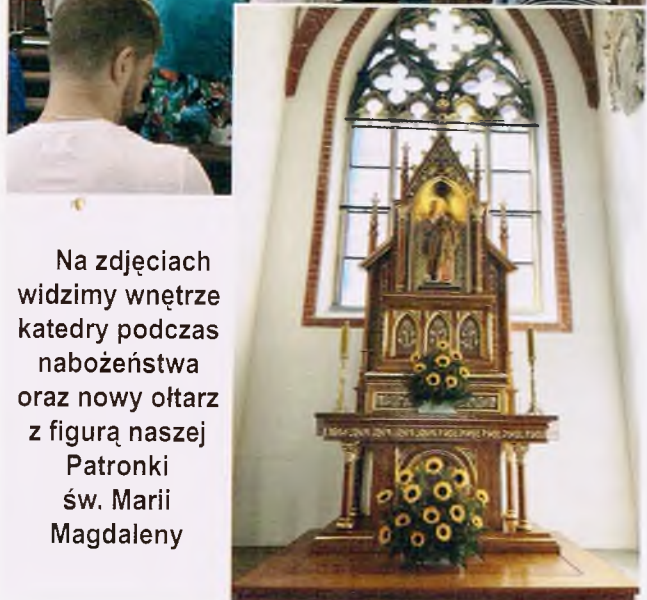 Na zdjęciach
widzimy wnętrze
katedry podczas
nabożeństwa
oraz nowy ołtarz
z figurą naszej
Patronki
św. Marii
Magdaleny